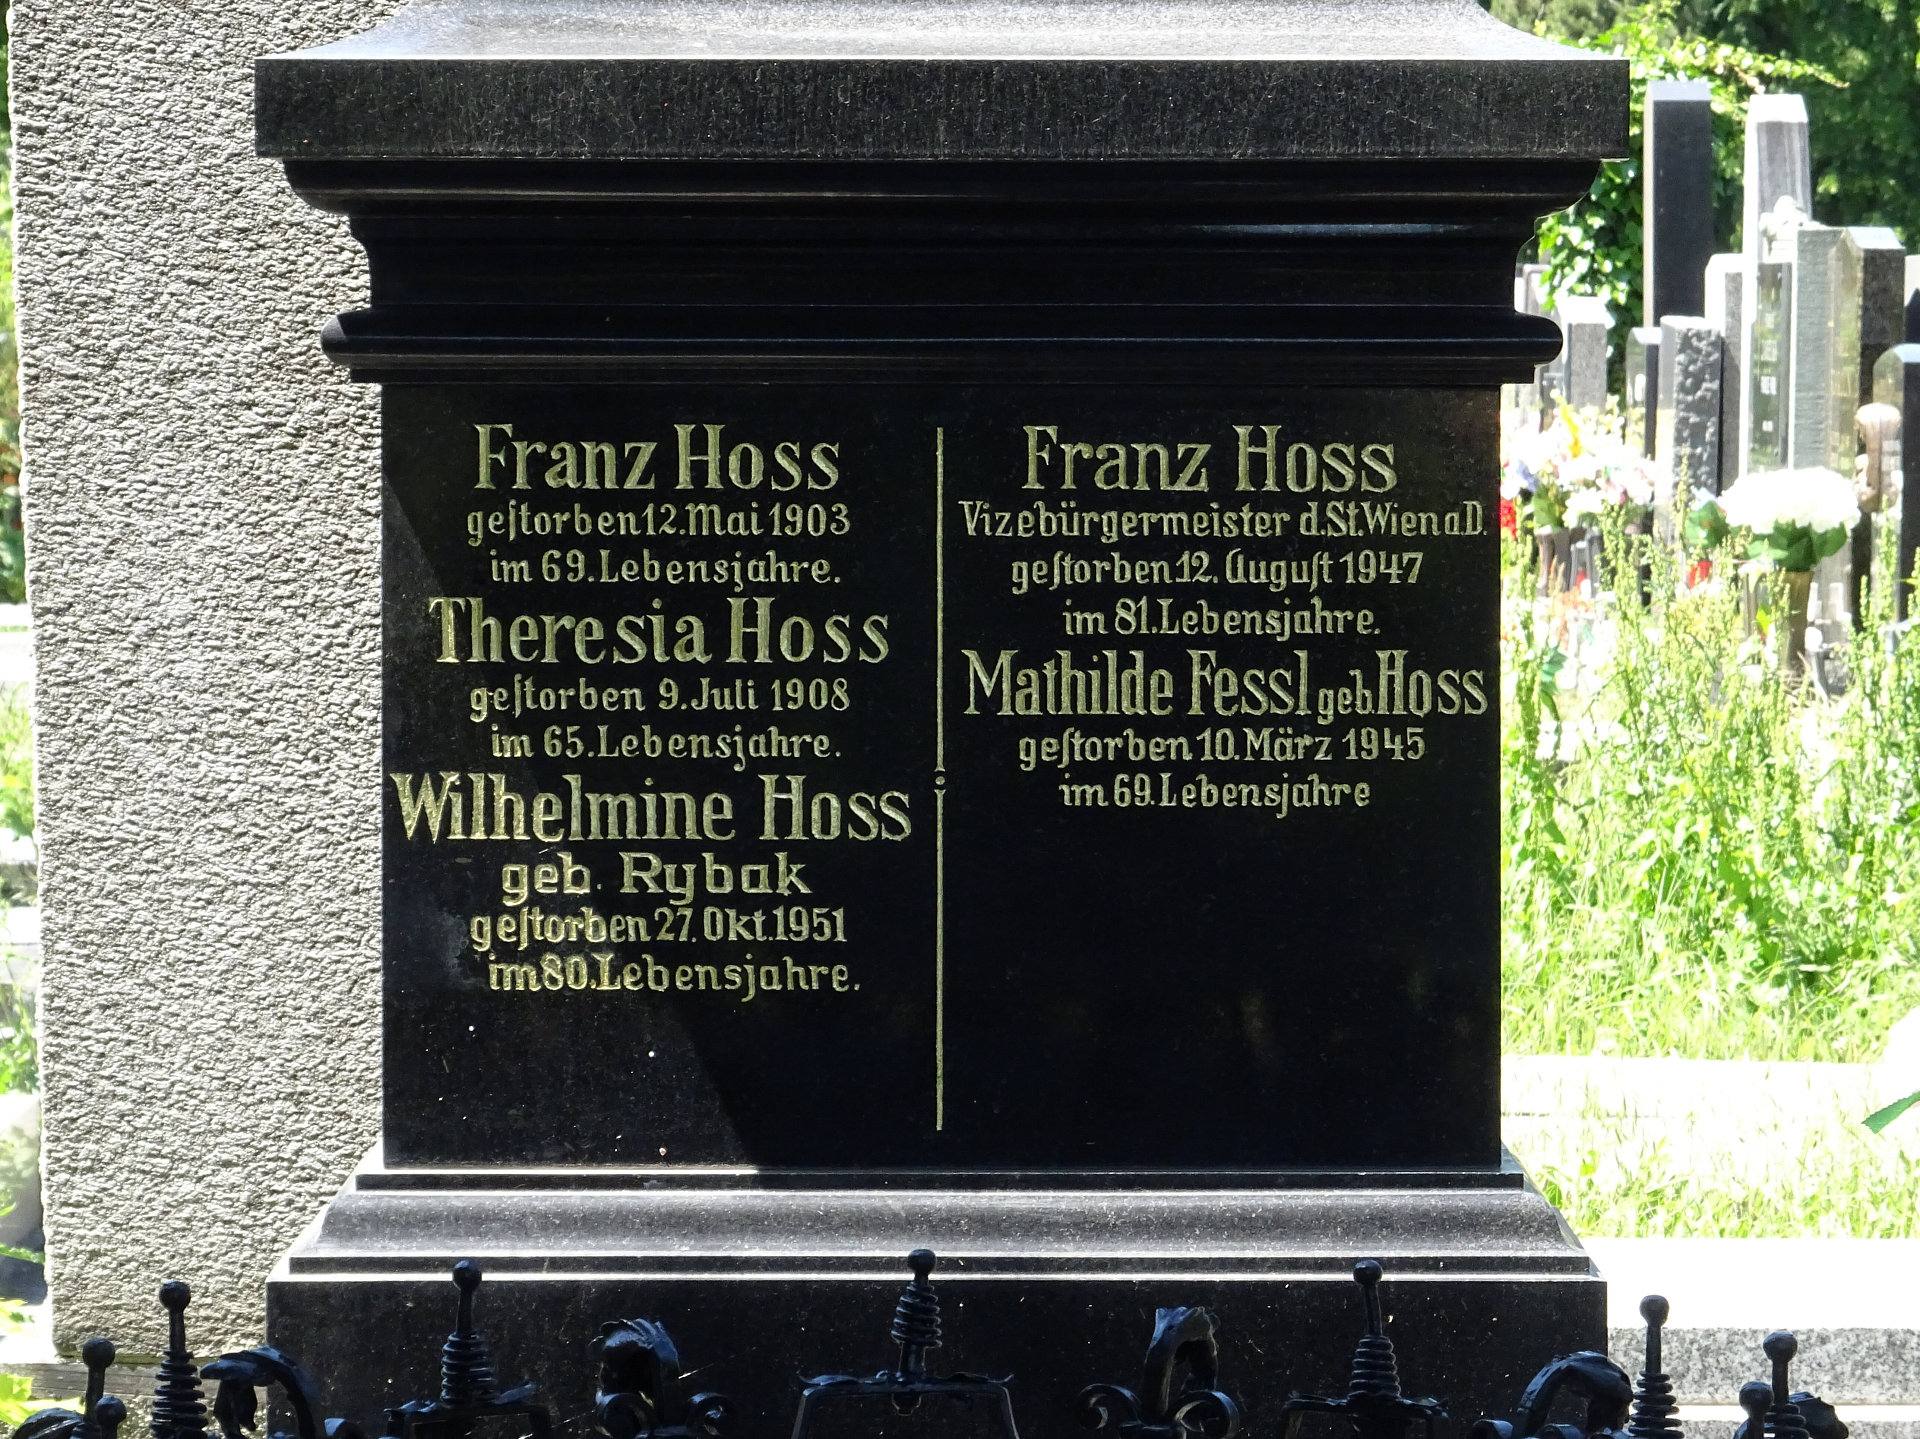 Franz Hoss
geſtorben 12. Mai 1903
im 69. Lebensjahre.
Theresia Hoss
geſtorben 9. Juli 1908
im 65. Lebensjahre.
Wilhelmine Hoss
geb. Rybak
geſtorben 27. Okt. 1951
im 80. Lebensjahre.
Franz Hoss
Vizebürgermeister d. St. Wien a D.
geſtorben 12. Auguſt 1947
im 81. Lebensjahre.
Mathilde Fessl geb. Hoss
geſtorben 10. März 1945
im 69. Lebensjahre